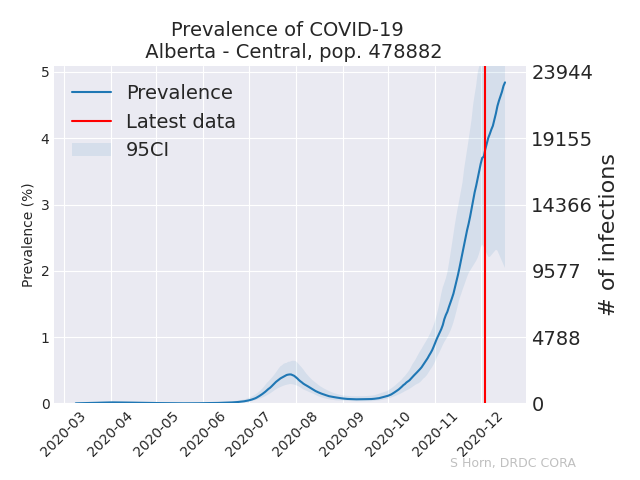 Prevalence of COVID-19
Alberta - Central, pop. 478882
Prevalence
Latest data
95CI
Prevalence (%)
5
4
3
2
1
0
23944
19155
14366
9577
4788
0
# of infections
2020-03
2020-04
2020-05
2020-06
2020-07
2020-08
2020-09
2020-10
2020-11
2020-12
S Horn, DRDC CORA